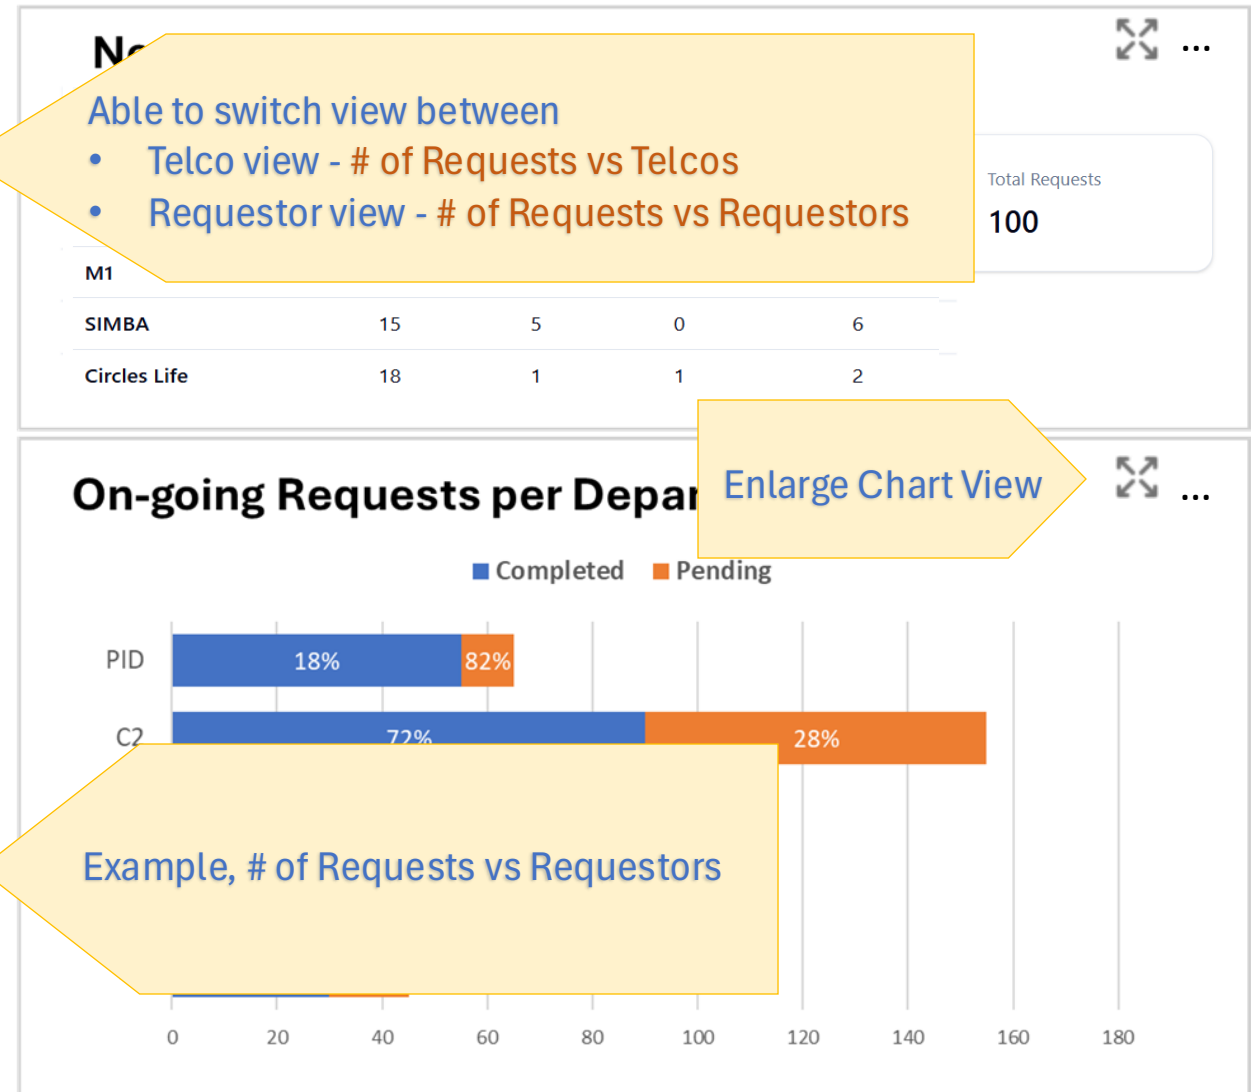 Able to switch view between
• Telco view - # of Requests vs Telcos
• Requestor view - # of Requests vs Requestors
Total Requests
100
M1
SIMBA 15 5 0 6
Circles Life 18 1 1 2
Enlarge Chart View
On-going Requests per
Completed Pending
PID 18% 82%
C2 72% 28%
Example, # of Requests vs Requestors
0 20 40 60 80 100 120 140 160 180